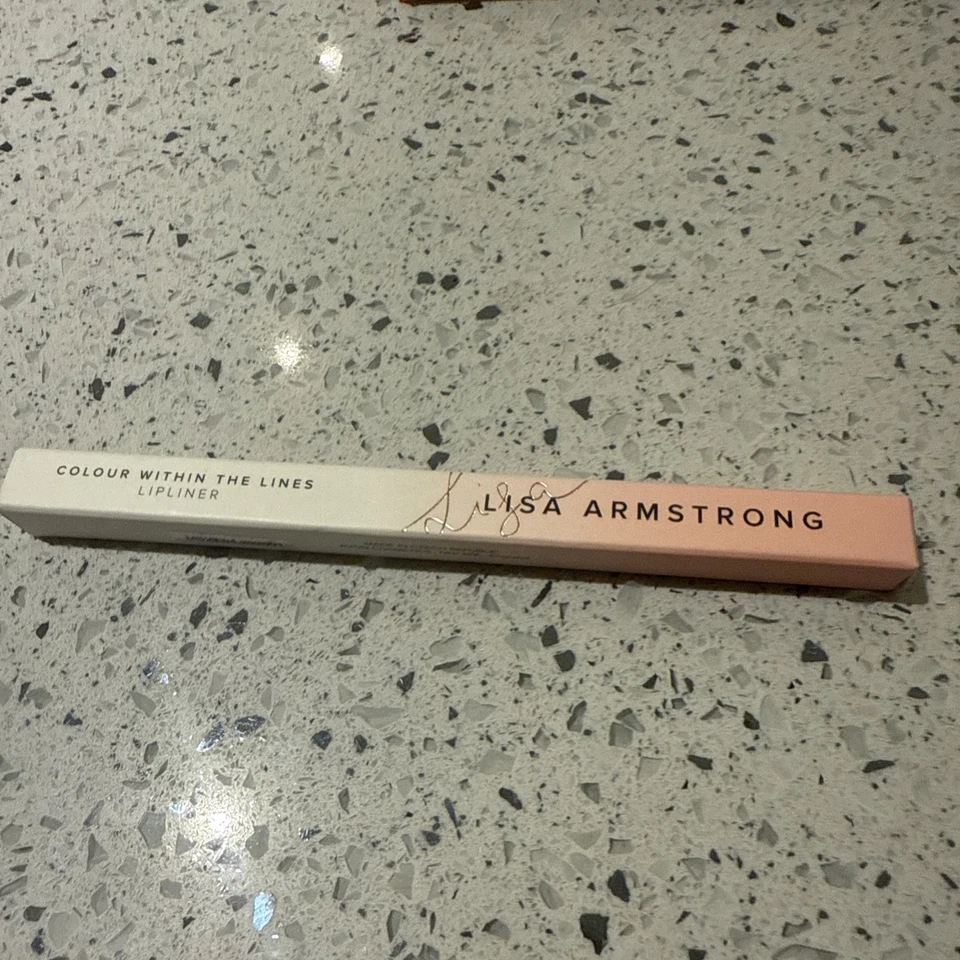 COLOUR WITHIN THE LINES
LIPLINER
Lisa
LISA ARMSTRONG